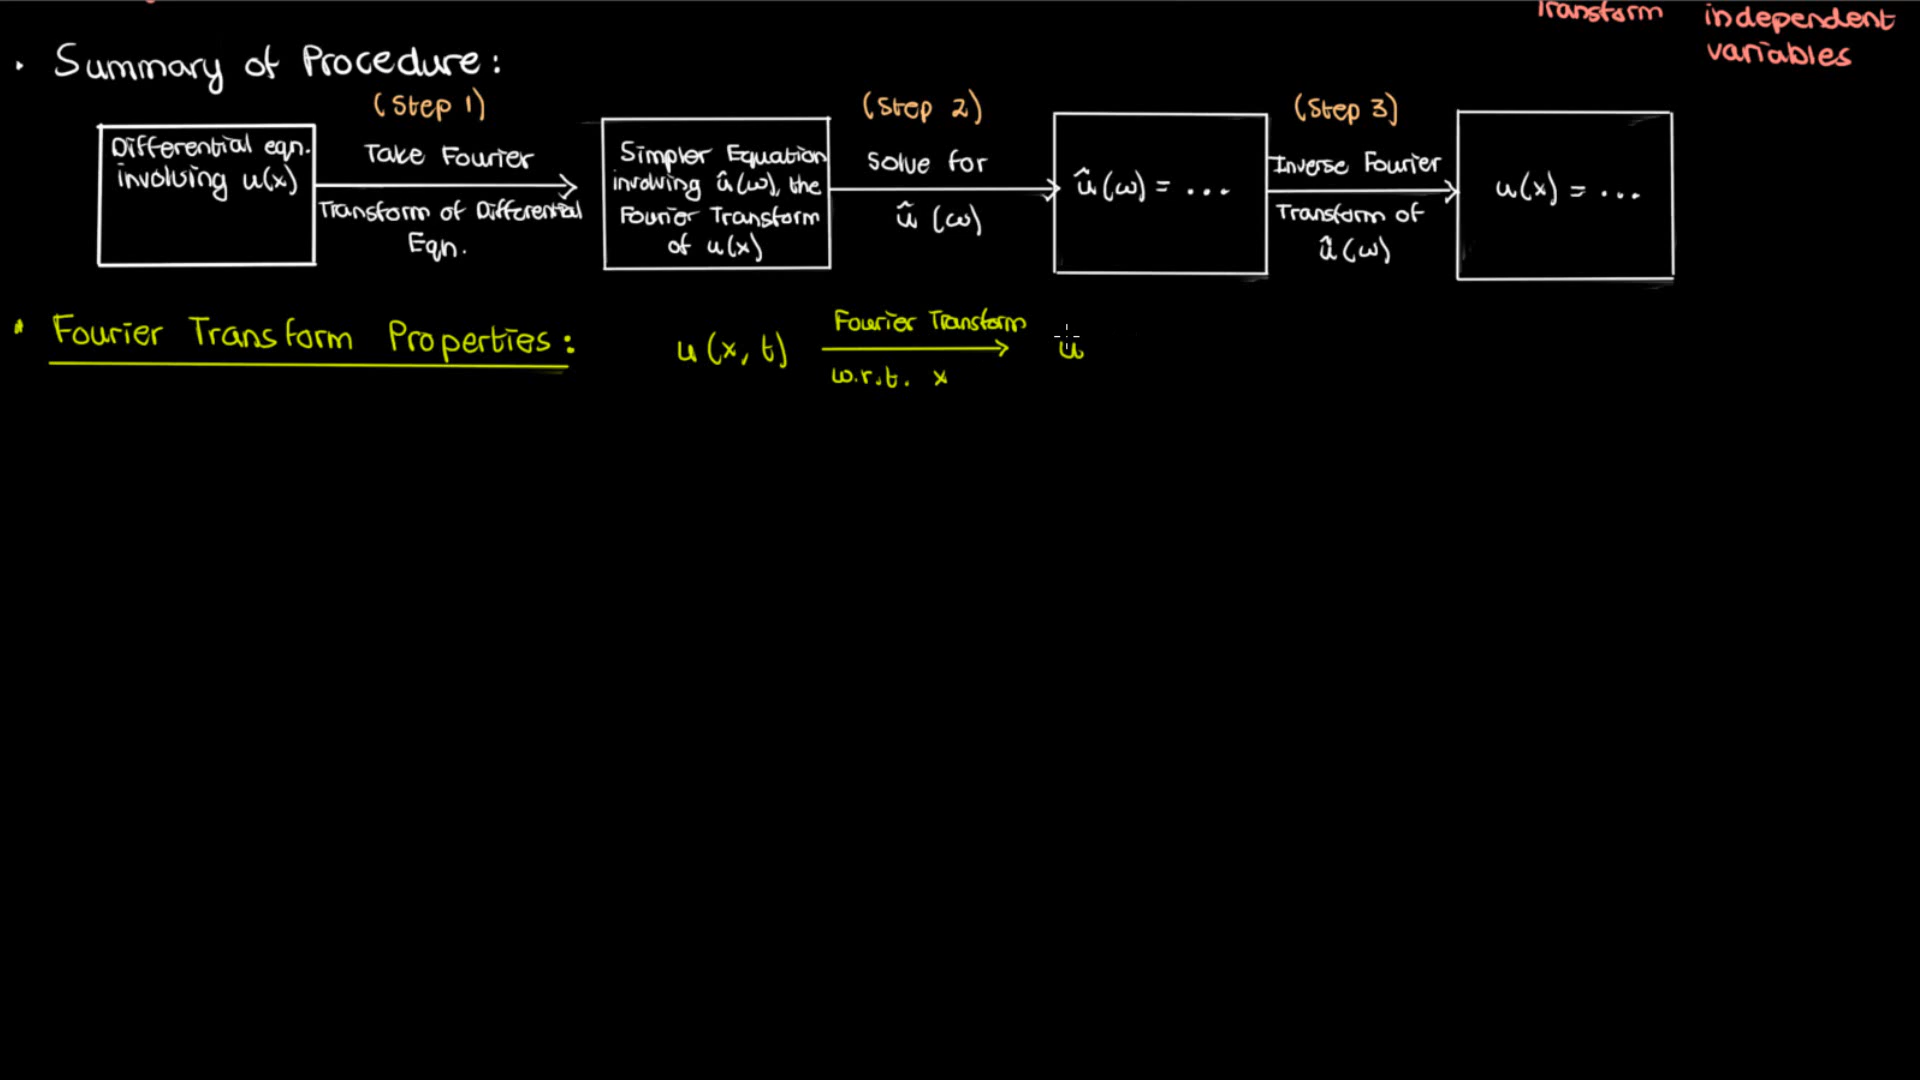 Transform independent
variables
• Summary of Procedure:
(Step 1) (Step 2) (Step 3)
Differential eqn.
involving u(x)
Take Fourier
Transform of Differential
Eqn.
Simpler Equation
involving û(ω), the
Fourier Transform
of u(x)
Solve for
û (ω)
û(ω) = ...
Inverse Fourier
Transform of
û(ω)
u(x) = ...
• Fourier Transform Properties:
u(x, t)
Fourier Transform
w.r.t. x
u